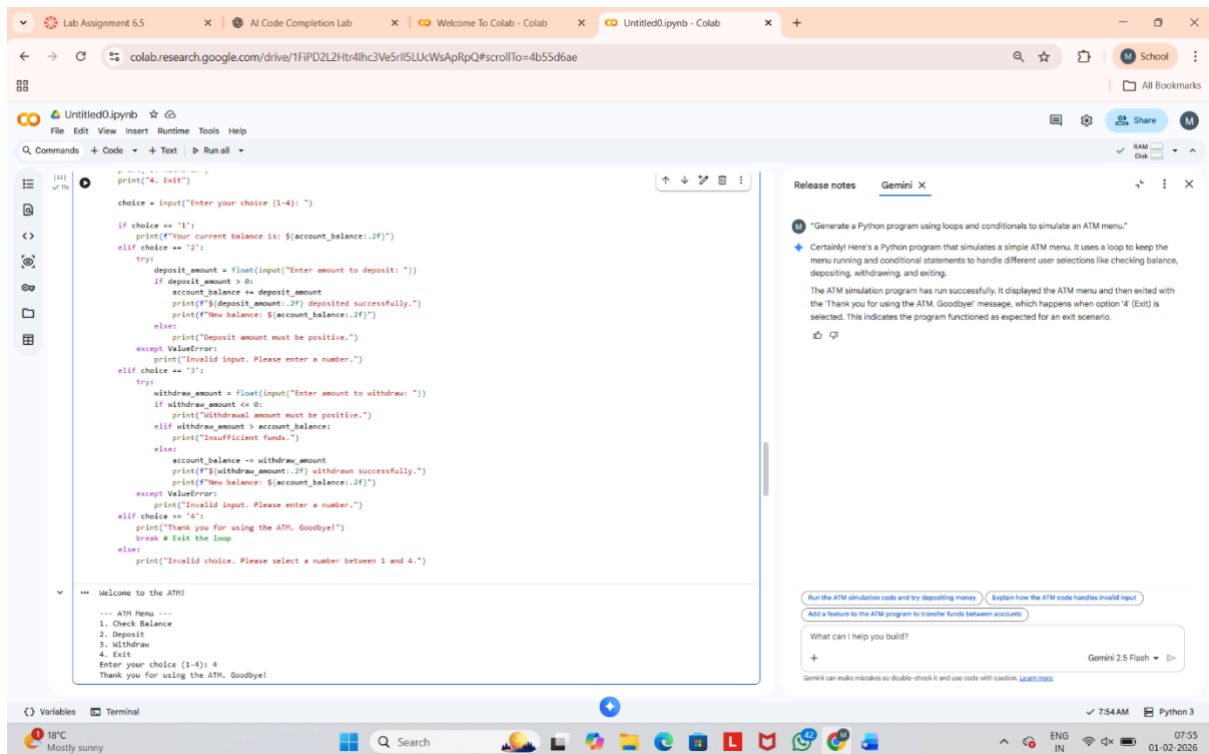 Lab Assignment 6.5
AI Code Completion Lab
Welcome To Colab - Colab
Untitled0.ipynb - Colab
School
All Bookmarks
Untitled0.ipynb
File Edit View Insert Runtime Tools Help
Share
M
Commands + Code + Text Run all
RAM
Disk
print("4. Exit")
choice = input("Enter your choice (1-4): ")
if choice == '1':
print(f"Your current balance is: ${account_balance:.2f}")
elif choice == '2':
try:
deposit_amount = float(input("Enter amount to deposit: "))
if deposit_amount > 0:
account_balance += deposit_amount
print(f"${deposit_amount:.2f} deposited successfully.")
print(f"New balance: ${account_balance:.2f}")
else:
print("Deposit amount must be positive.")
except ValueError:
print("Invalid input. Please enter a number.")
elif choice == '3':
try:
withdraw_amount = float(input("Enter amount to withdraw: "))
if withdraw_amount <= 0:
print("Withdrawal amount must be positive.")
elif withdraw_amount > account_balance:
print("Insufficient funds.")
else:
account_balance -= withdraw_amount
print(f"${withdraw_amount:.2f} withdrawn successfully.")
print(f"New balance: ${account_balance:.2f}")
except ValueError:
print("Invalid input. Please enter a number.")
elif choice == '4':
print("Thank you for using the ATM. Goodbye!")
break # Exit the loop
else:
print("Invalid choice. Please select a number between 1 and 4.")
Welcome to the ATM!
--- ATM Menu ---
1. Check Balance
2. Deposit
3. Withdraw
4. Exit
Enter your choice (1-4): 4
Thank you for using the ATM. Goodbye!
Release notes Gemini
"Generate a Python program using loops and conditionals to simulate an ATM menu."
Certainly! Here's a Python program that simulates a simple ATM menu. It uses a loop to keep the
menu running and conditional statements to handle different user selections like checking balance,
depositing, withdrawing, and exiting.
The ATM simulation program has run successfully. It displayed the ATM menu and then exited with
the 'Thank you for using the ATM. Goodbye!' message, which happens when option '4' (Exit) is
selected. This indicates the program functioned as expected for an exit scenario.
Run the ATM simulation code and try depositing money
Explain how the ATM code handles invalid input
Add a feature to the ATM program to transfer funds between accounts
What can I help you build?
+ Gemini 2.5 Flash
Gemini can make mistakes so double-check it and use code with caution. Learn more
Variables Terminal
7:54 AM Python 3
18°C
Mostly sunny
Search
ENG
IN
07:55
01-02-2026